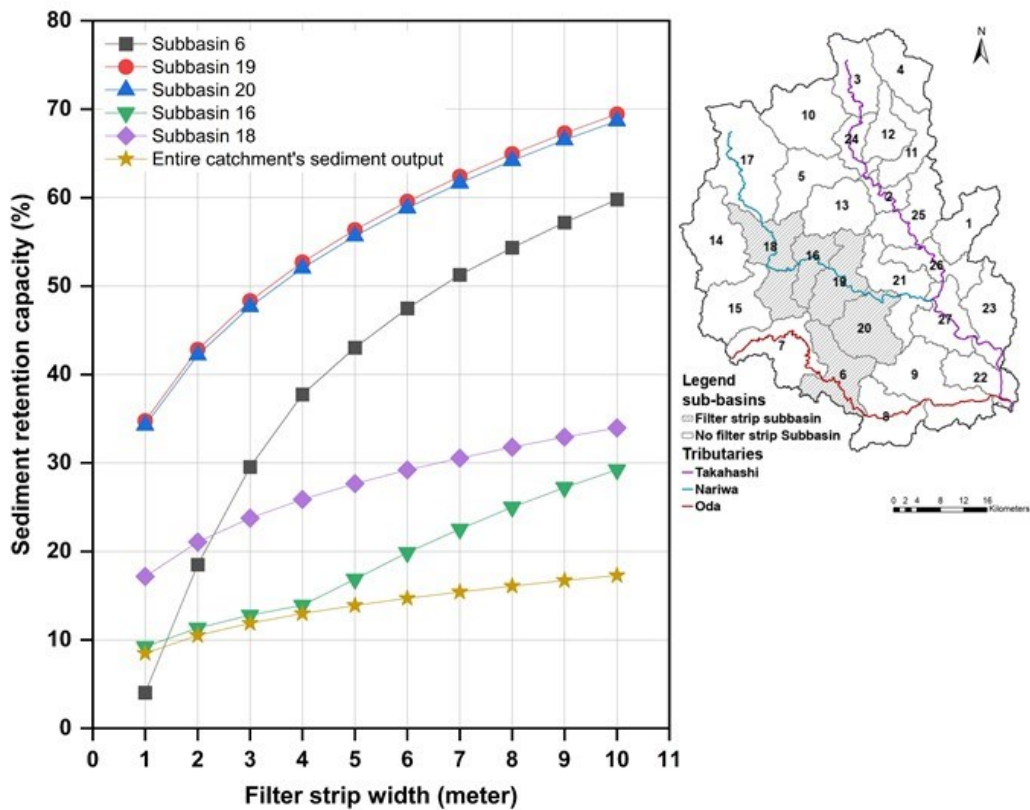 Sediment retention capacity (%)
80
70
60
50
40
30
20
10
0
Subbasin 6
Subbasin 19
Subbasin 20
Subbasin 16
Subbasin 18
Entire catchment's sediment output
0 1 2 3 4 5 6 7 8 9 10 11
Filter strip width (meter)
N
3
4
10
24
12
11
17
5
2
25
13
1
14
18
16
26
19
21
15
23
27
20
7
6
9
22
8
Legend
sub-basins
Filter strip subbasin
No filter strip Subbasin
Tributaries
Takahashi
Nariwa
Oda
0 2 4 8 12 16
Kilometers